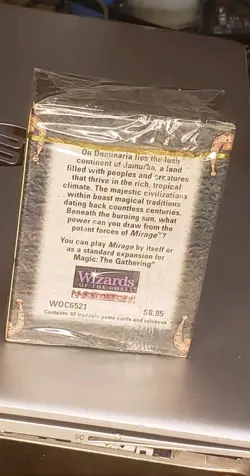 On Dominaria lies the lush
continent of Jamuraa, a land
filled with peoples and creatures
that thrive in the rich, tropical
climate. The majestic civilizations
within boast magical traditions
dating back countless centuries.
Beneath the burning sun, what
power can you draw from the
potent forces of Mirage™?
You can play Mirage by itself or
as a standard expansion for
Magic: The Gathering®
WIZARDS
OF THE COAST
WOC6521
$8.95
Contents: 60 tradable game cards and rulebook